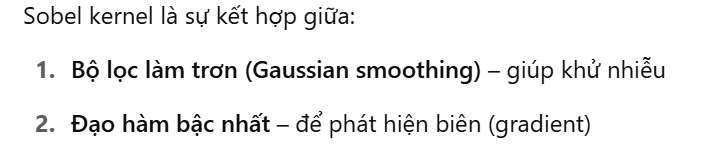 Sobel kernel là sự kết hợp giữa:
1. Bộ lọc làm trơn (Gaussian smoothing) – giúp khử nhiễu
2. Đạo hàm bậc nhất – để phát hiện biên (gradient)